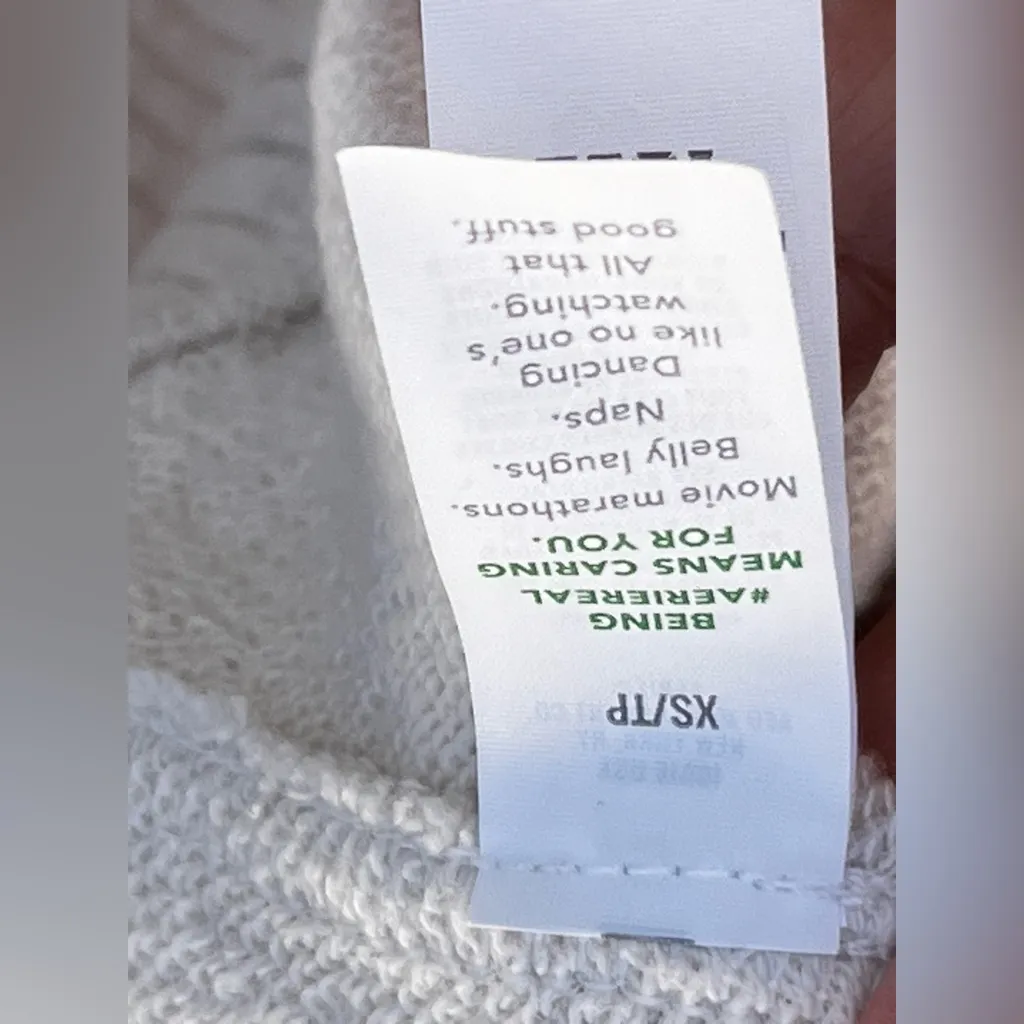 XS/TP
BEING
#AERIEREAL
MEANS CARING
FOR YOU.
Movie marathons.
Belly laughs.
Naps.
Dancing
like no one's
watching.
All that
good stuff.